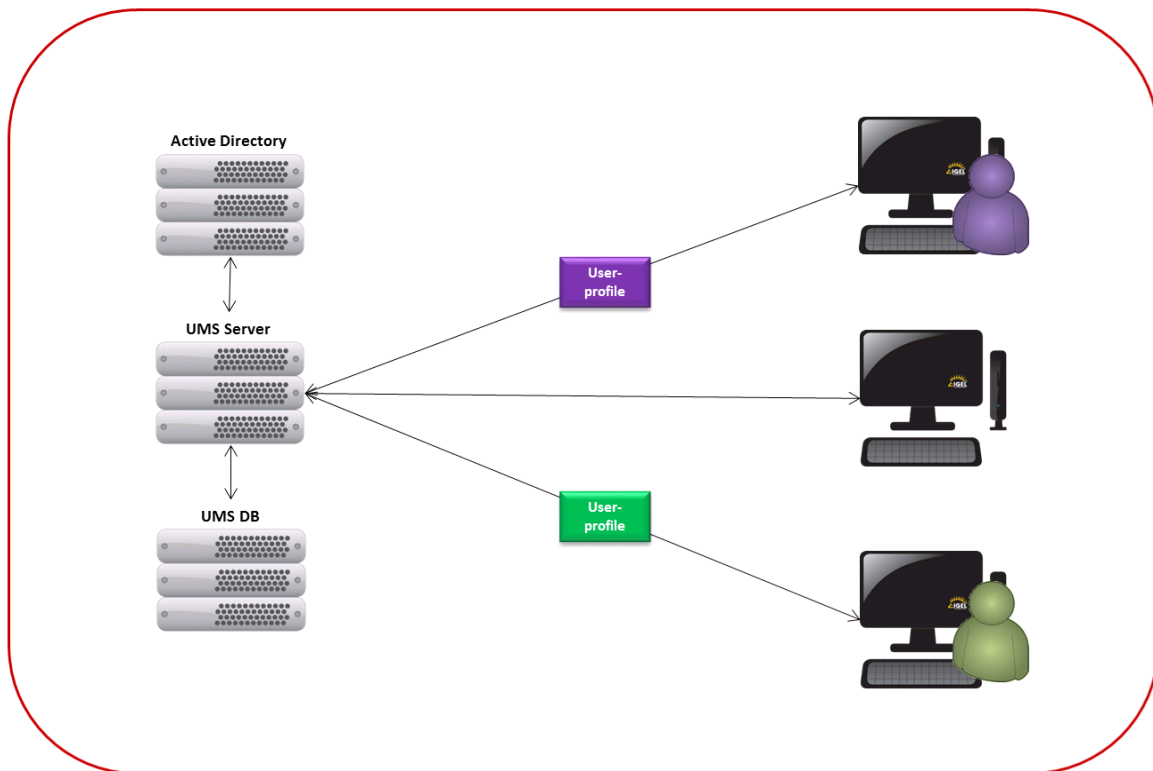 Active Directory
IGEL
User-
profile
UMS Server
IGEL
User-
profile
UMS DB
IGEL